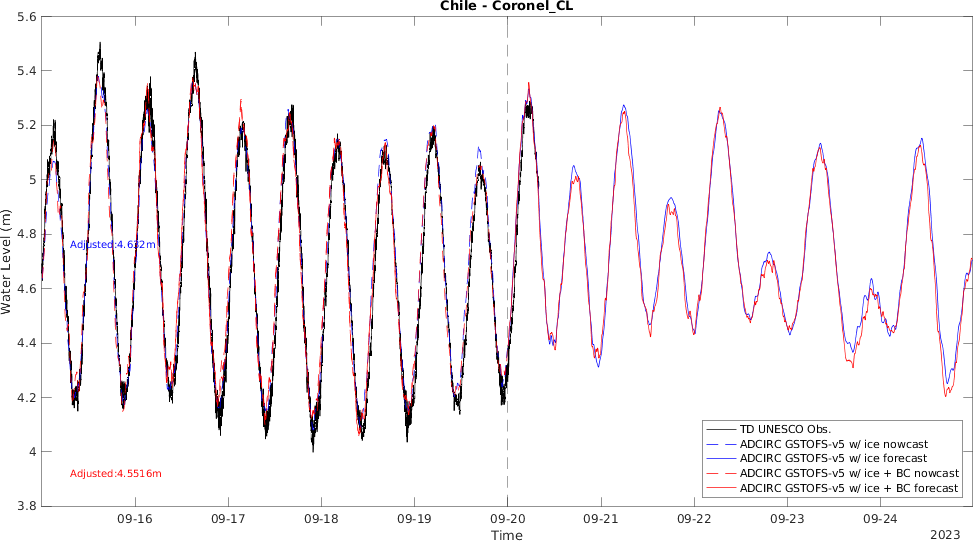 Chile - Coronel_CL
5.6
5.4
5.2
5
4.8
4.6
4.4
4.2
4
3.8
Water Level (m)
Adjusted:4.632m
Adjusted:4.5516m
TD UNESCO Obs.
ADCIRC GSTOFS-v5 w/ ice nowcast
ADCIRC GSTOFS-v5 w/ ice forecast
ADCIRC GSTOFS-v5 w/ ice + BC nowcast
ADCIRC GSTOFS-v5 w/ ice + BC forecast
09-16 09-17 09-18 09-19 09-20 09-21 09-22 09-23 09-24
Time
2023